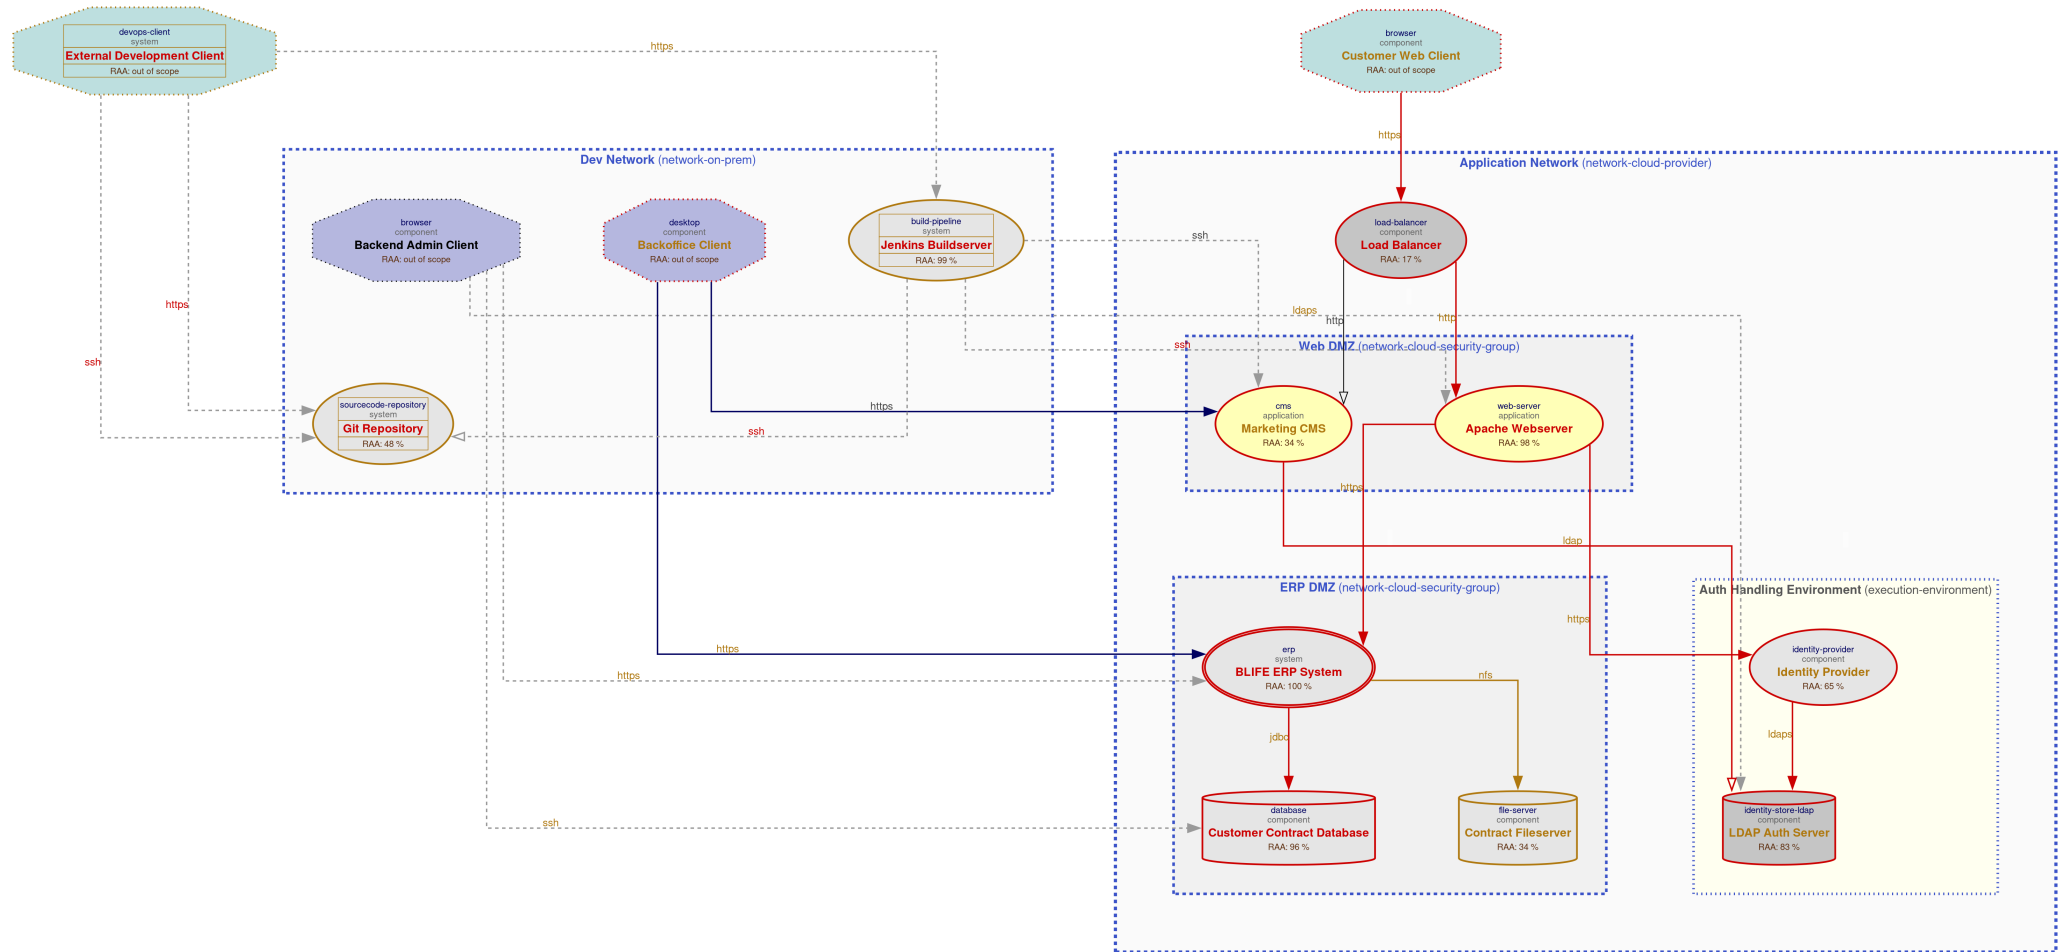 devops-client
system
External Development Client
RAA: out of scope
https
browser
component
Customer Web Client
RAA: out of scope
https
Dev Network (network-on-prem)
Application Network (network-cloud-provider)
browser
component
Backend Admin Client
RAA: out of scope
desktop
component
Backoffice Client
RAA: out of scope
build-pipeline
system
Jenkins Buildserver
RAA: 99 %
ssh
load-balancer
component
Load Balancer
RAA: 17 %
https
ldaps
http
http
ssh
Web DMZ (network-cloud-security-group)
ssh
sourcecode-repository
system
Git Repository
RAA: 48 %
https
ssh
cms
application
Marketing CMS
RAA: 34 %
web-server
application
Apache Webserver
RAA: 98 %
https
ldap
ERP DMZ (network-cloud-security-group)
Auth Handling Environment (execution-environment)
https
https
https
erp
system
BLIFE ERP System
RAA: 100 %
nfs
identity-provider
component
Identity Provider
RAA: 65 %
jdbc
ldaps
ssh
database
component
Customer Contract Database
RAA: 96 %
file-server
component
Contract Fileserver
RAA: 34 %
identity-store-ldap
component
LDAP Auth Server
RAA: 83 %